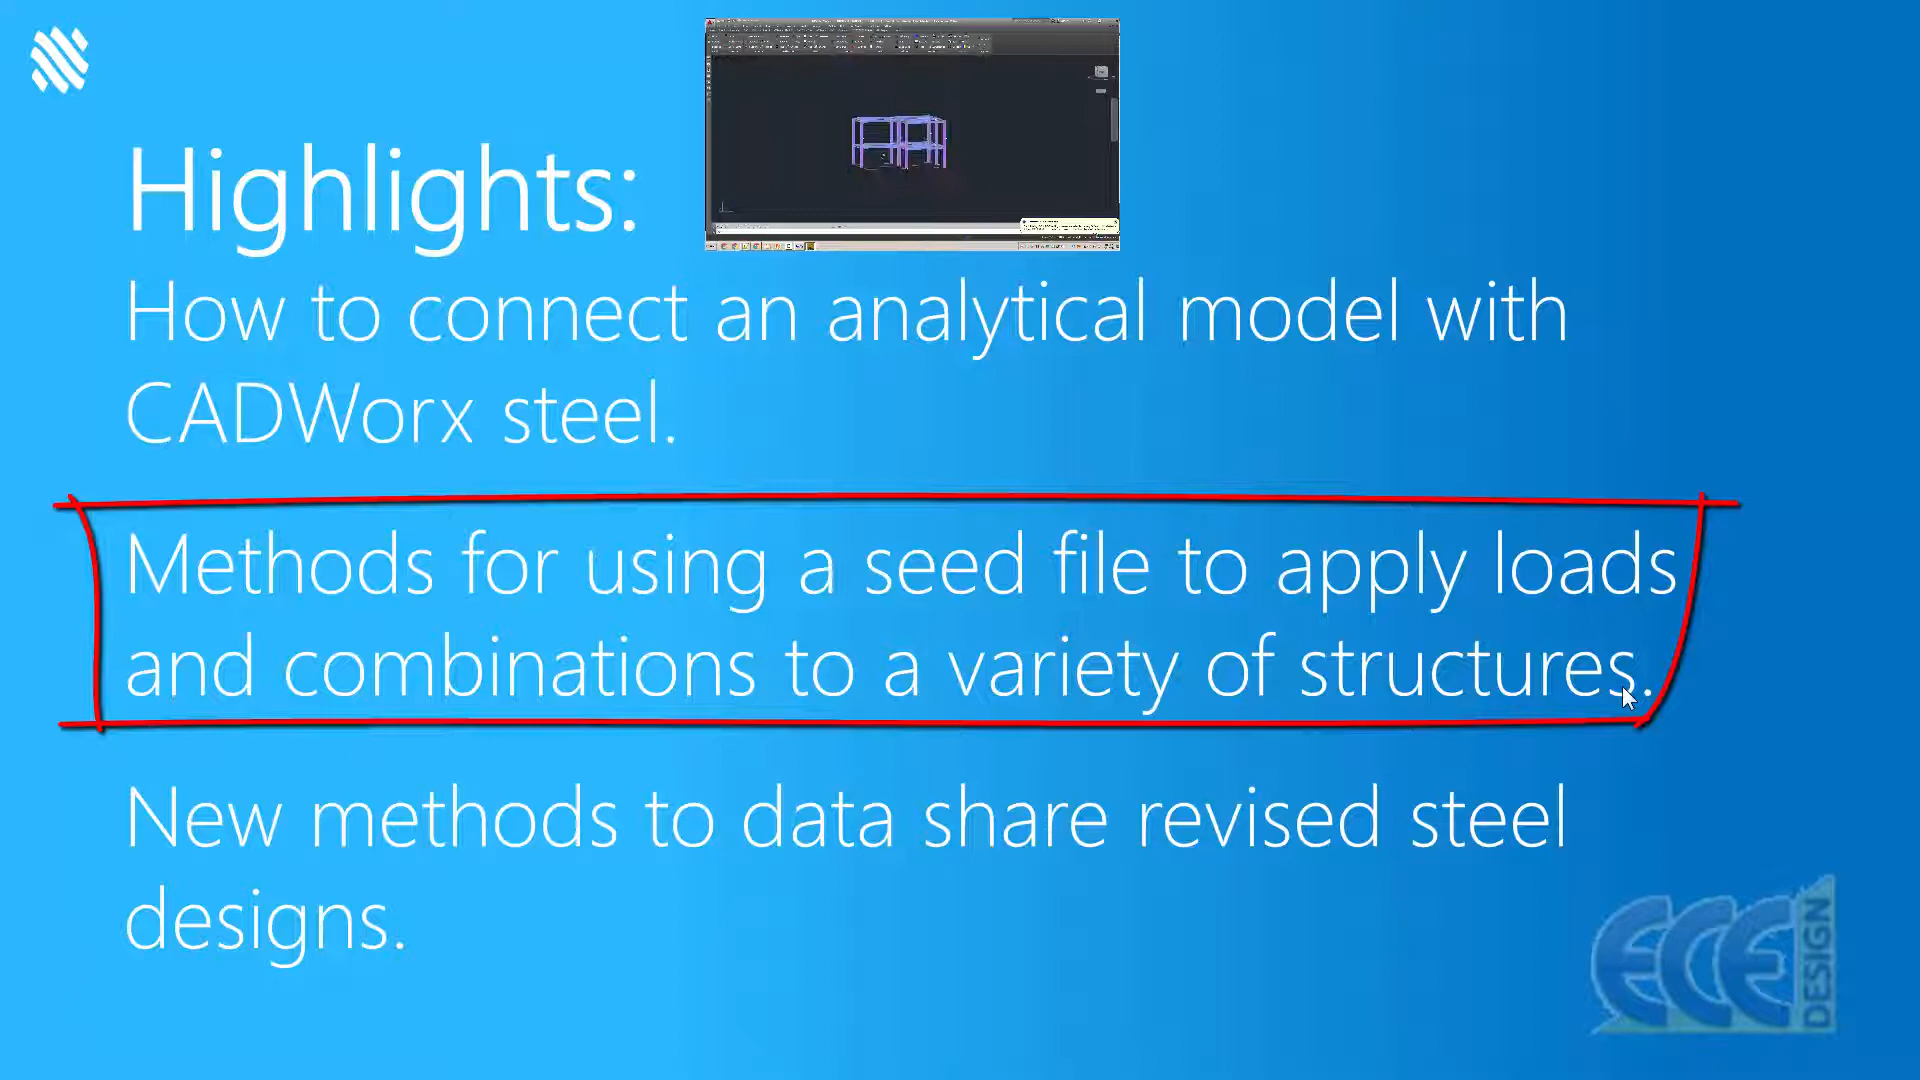 Highlights:
How to connect an analytical model with
CADWorx steel.
Methods for using a seed file to apply loads
and combinations to a variety of structures.
New methods to data share revised steel
designs.
ECE
DESIGN